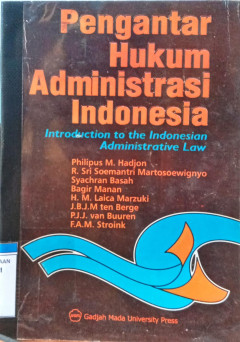 Pengantar
Hukum
Administrasi
Indonesia
Introduction to the Indonesian
Administrative Law
Philipus M. Hadjon
R. Sri Soemantri Martosoewignyo
Syachran Basah
Bagir Manan
H. M. Laica Marzuki
J.B.J.M ten Berge
P.J.J. van Buuren
F.A.M. Stroink
Gadjah Mada University Press